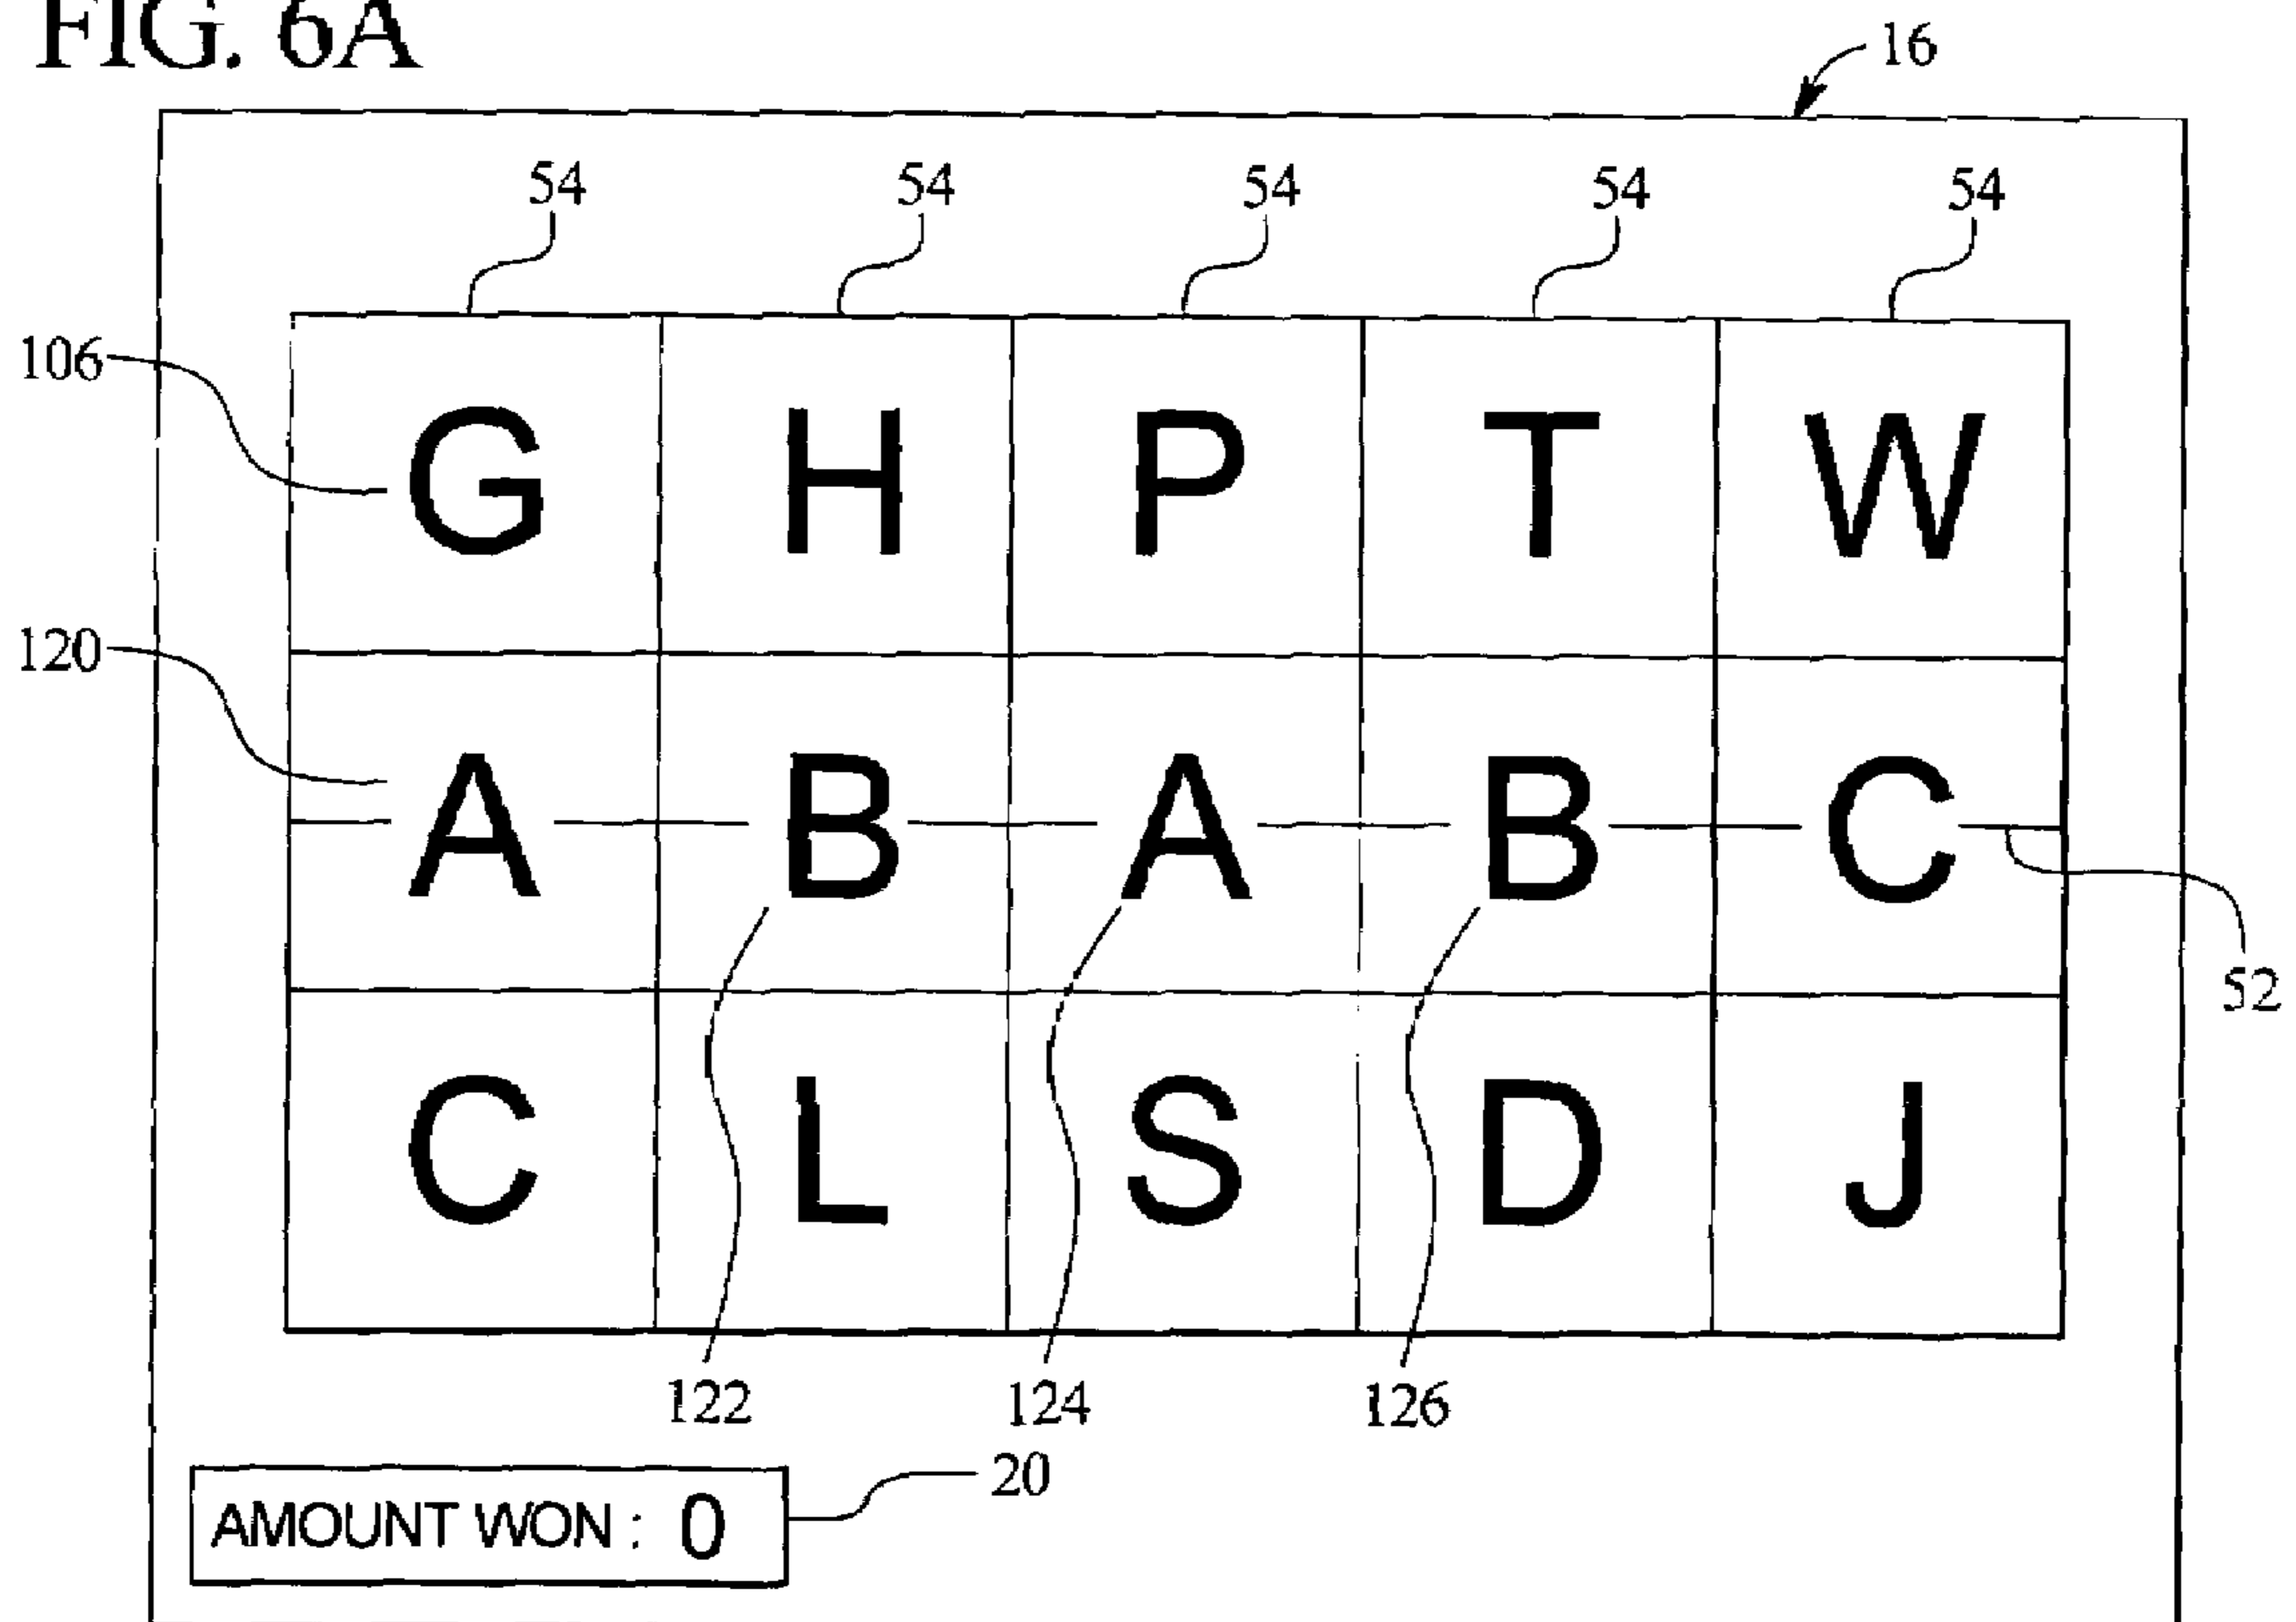 FIG. 6A
16
54 54 54 54 54
106
G H P T W
120
A B A B C
52
C L S D J
122 124 126
20
AMOUNT WON : 0